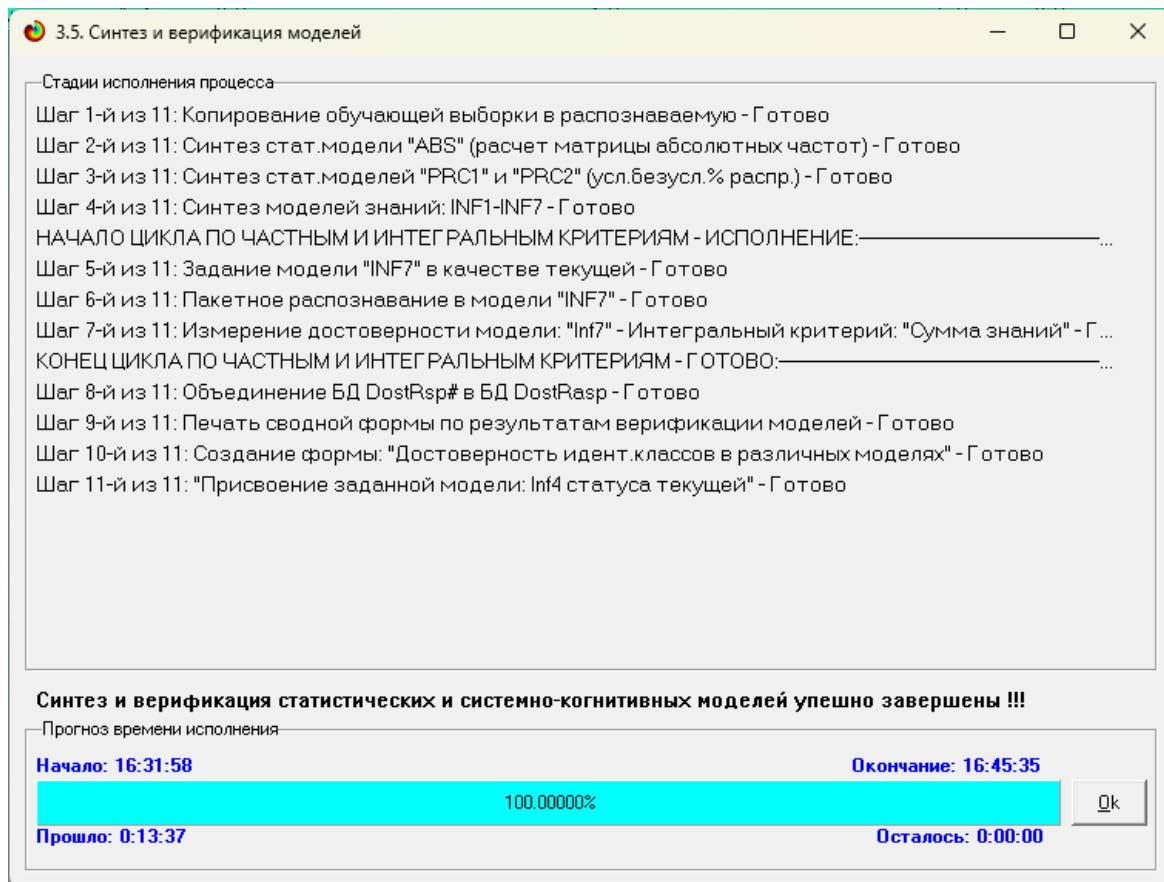 3.5. Синтез и верификация моделей
Стадии исполнения процесса
Шаг 1-й из 11: Копирование обучающей выборки в распознаваемую - Готово
Шаг 2-й из 11: Синтез стат.модели "ABS" (расчет матрицы абсолютных частот) - Готово
Шаг 3-й из 11: Синтез стат.моделей "PRC1" и "PRC2" (усл.безусл.% распр.) - Готово
Шаг 4-й из 11: Синтез моделей знаний: INF1-INF7 - Готово
НАЧАЛО ЦИКЛА ПО ЧАСТНЫМ И ИНТЕГРАЛЬНЫМ КРИТЕРИЯМ - ИСПОЛНЕНИЕ:————————...
Шаг 5-й из 11: Задание модели "INF7" в качестве текущей - Готово
Шаг 6-й из 11: Пакетное распознавание в модели "INF7" - Готово
Шаг 7-й из 11: Измерение достоверности модели: "Inf7" - Интегральный критерий: "Сумма знаний" - Г...
КОНЕЦ ЦИКЛА ПО ЧАСТНЫМ И ИНТЕГРАЛЬНЫМ КРИТЕРИЯМ - ГОТОВО:————————...
Шаг 8-й из 11: Объединение БД DostRsp# в БД DostRasp - Готово
Шаг 9-й из 11: Печать сводной формы по результатам верификации моделей - Готово
Шаг 10-й из 11: Создание формы: "Достоверность идент.классов в различных моделях" - Готово
Шаг 11-й из 11: "Присвоение заданной модели: Inf4 статуса текущей" - Готово
Синтез и верификация статистических и системно-когнитивных моделей упешно завершены !!!
Прогноз времени исполнения
Начало: 16:31:58 Окончание: 16:45:35
100.00000% Ok
Прошло: 0:13:37 Осталось: 0:00:00